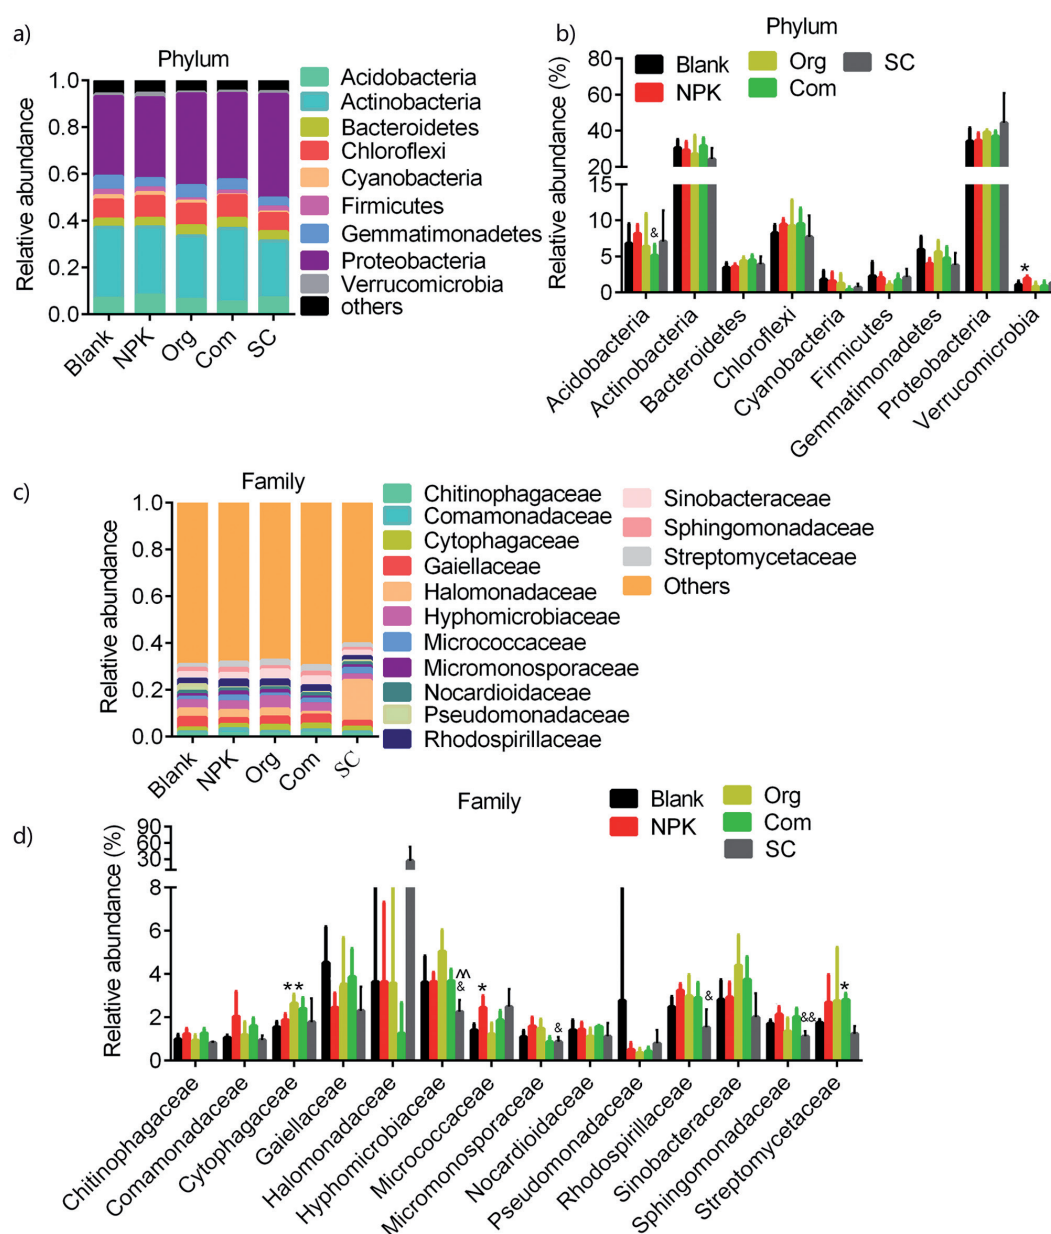 a)
Phylum
Relative abundance
1.0
0.8
0.6
0.4
0.2
0.0
Blank
NPK
Org
Com
SC
Acidobacteria
Actinobacteria
Bacteroidetes
Chloroflexi
Cyanobacteria
Firmicutes
Gemmatimonadetes
Proteobacteria
Verrucomicrobia
others
b)
Phylum
Relative abundance (%)
80
60
40
20
15
10
5
0
Blank
NPK
Org
Com
SC
&
*
Acidobacteria
Actinobacteria
Bacteroidetes
Chloroflexi
Cyanobacteria
Firmicutes
Gemmatimonadetes
Proteobacteria
Verrucomicrobia
c)
Family
Relative abundance
1.0
0.8
0.6
0.4
0.2
0.0
Blank
NPK
Org
Com
SC
Chitinophagaceae
Comamonadaceae
Cytophagaceae
Gaiellaceae
Halomonadaceae
Hyphomicrobiaceae
Micrococcaceae
Micromonosporaceae
Nocardioidaceae
Pseudomonadaceae
Rhodospirillaceae
Sinobacteraceae
Sphingomonadaceae
Streptomycetaceae
Others
d)
Family
Relative abundance (%)
90
60
30
8
6
4
2
0
Blank
NPK
Org
Com
SC
**
^^
&
*
&
&
&&
*
Chitinophagaceae
Comamonadaceae
Cytophagaceae
Gaiellaceae
Halomonadaceae
Hyphomicrobiaceae
Micrococcaceae
Micromonosporaceae
Nocardioidaceae
Pseudomonadaceae
Rhodospirillaceae
Sinobacteraceae
Sphingomonadaceae
Streptomycetaceae